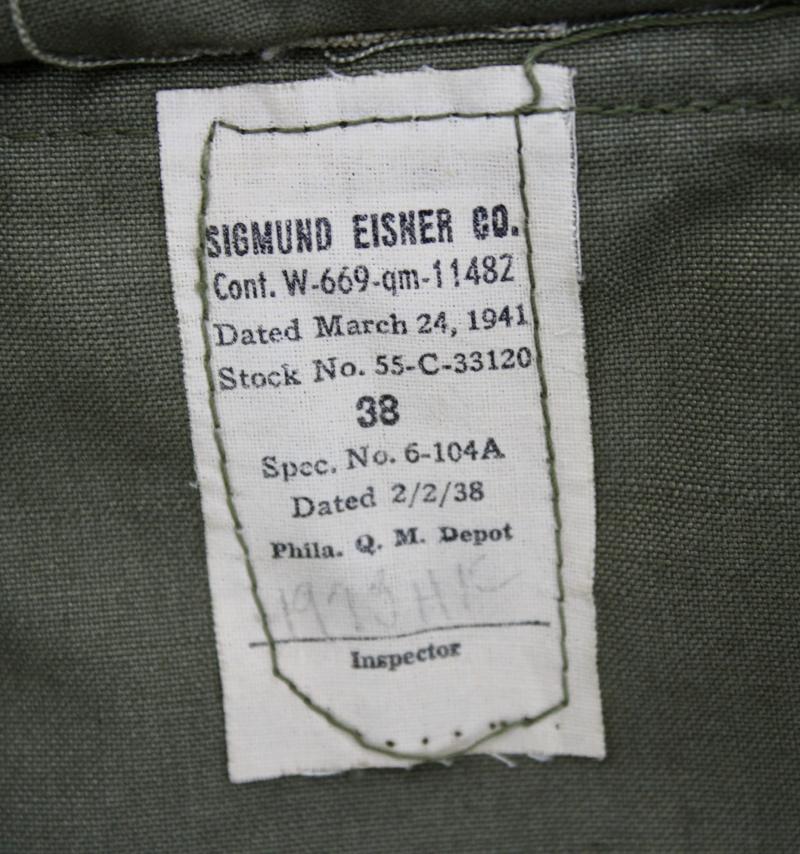 SIGMUND EISNER CO.
Cont. W-669-qm-11482
Dated March 24, 1941
Stock No. 55-C-33120
38
Spec. No. 6-104A
Dated 2/2/38
Phila. Q. M. Depot
Inspector